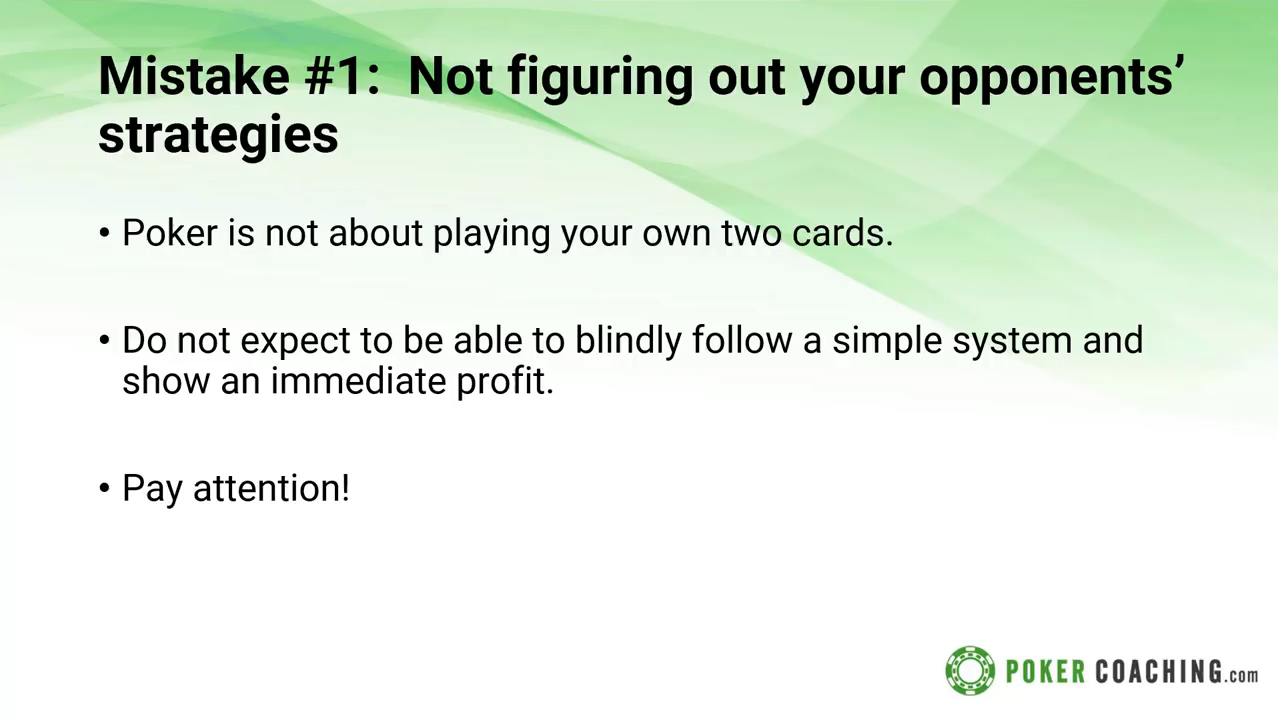 Mistake #1:  Not figuring out your opponents’
strategies
• Poker is not about playing your own two cards.
• Do not expect to be able to blindly follow a simple system and
show an immediate profit.
• Pay attention!
POKER COACHING.com